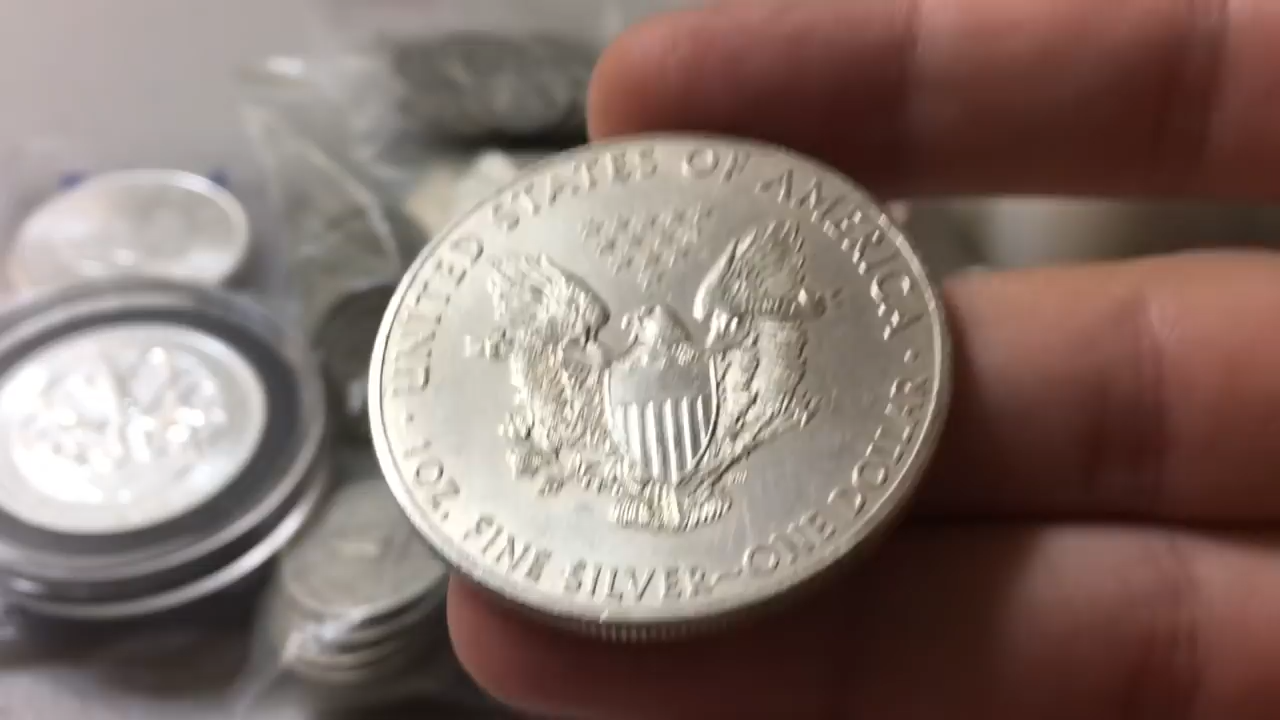 UNITED STATES OF AMERICA
· 1 OZ. FINE SILVER~ONE DOLLAR ·